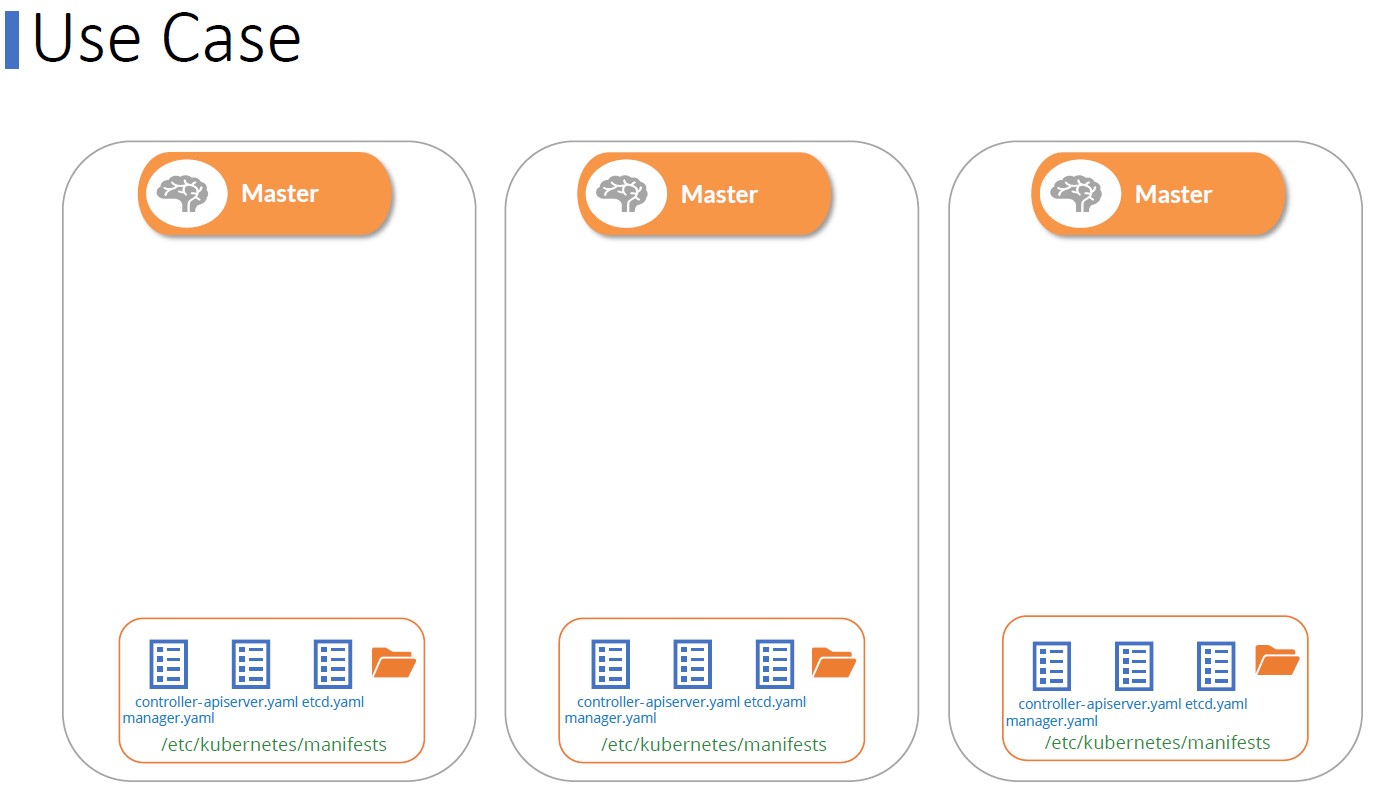 Use Case
Master
controller-apiserver.yaml etcd.yaml
manager.yaml
/etc/kubernetes/manifests
Master
controller-apiserver.yaml etcd.yaml
manager.yaml
/etc/kubernetes/manifests
Master
controller-apiserver.yaml etcd.yaml
manager.yaml
/etc/kubernetes/manifests